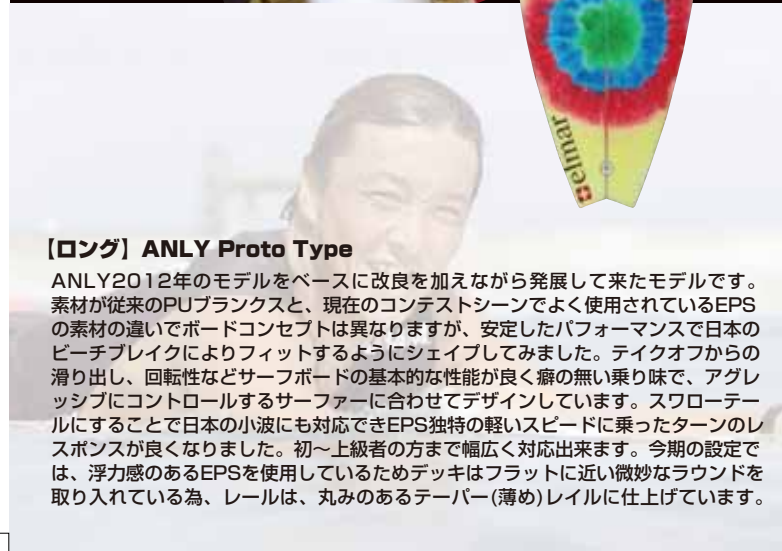 elmar
【ロング】ANLY Proto Type
ANLY2012年のモデルをベースに改良を加えながら発展して来たモデルです。
素材が従来のPUブランクスと、現在のコンテストシーンでよく使用されているEPS
の素材の違いでボードコンセプトは異なりますが、安定したパフォーマンスで日本の
ビーチブレイクによりフィットするようにシェイプしてみました。テイクオフからの
滑り出し、回転性などサーフボードの基本的な性能が良く癖の無い乗り味で、アグレ
ッシブにコントロールするサーファーに合わせてデザインしています。スワローテー
ルにすることで日本の小波にも対応できEPS独特の軽いスピードに乗ったターンのレ
スポンスが良くなりました。初〜上級者の方まで幅広く対応出来ます。今期の設定で
は、浮力感のあるEPSを使用しているためデッキはフラットに近い微妙なラウンドを
取り入れている為、レールは、丸みのあるテーパー(薄め)レイルに仕上げています。